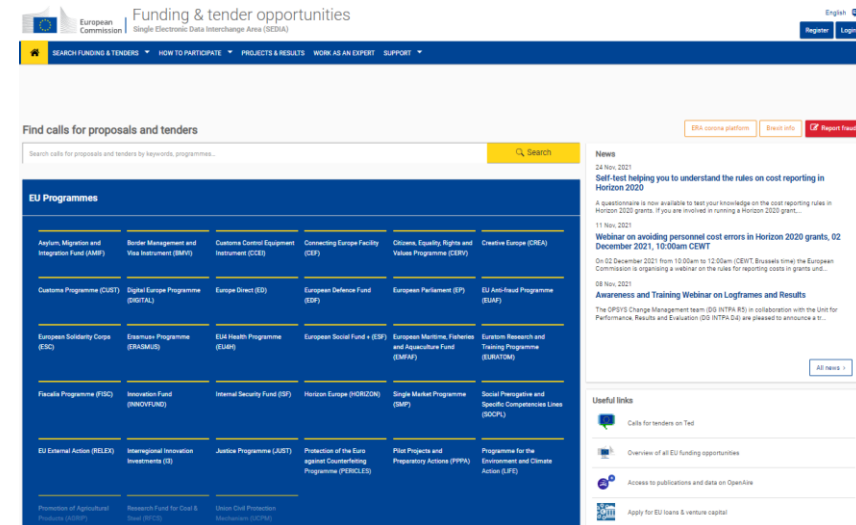 European
Commission
Funding & tender opportunities
Single Electronic Data Interchange Area (SEDIA)
English
Register Login
SEARCH FUNDING & TENDERS HOW TO PARTICIPATE PROJECTS & RESULTS WORK AS AN EXPERT SUPPORT
Find calls for proposals and tenders
ERA corona platform Brexit info Report fraud
Search calls for proposals and tenders by keywords, programmes...
Search
EU Programmes
Asylum, Migration and
Integration Fund (AMIF)
Border Management and
Visa Instrument (BMVI)
Customs Control Equipment
Instrument (CCEI)
Connecting Europe Facility
(CEF)
Citizens, Equality, Rights and
Values Programme (CERV)
Creative Europe (CREA)
Customs Programme (CUST)
Digital Europe Programme
(DIGITAL)
Europe Direct (ED)
European Defence Fund
(EDF)
European Parliament (EP)
EU Anti-fraud Programme
(EUAF)
European Solidarity Corps
(ESC)
Erasmus+ Programme
(ERASMUS)
EU4 Health Programme
(EU4H)
European Social Fund + (ESF)
European Maritime, Fisheries
and Aquaculture Fund
(EMFAF)
Euratom Research and
Training Programme
(EURATOM)
Fiscalis Programme (FISC)
Innovation Fund
(INNOVFUND)
Internal Security Fund (ISF)
Horizon Europe (HORIZON)
Single Market Programme
(SMP)
Social Prerogative and
Specific Competencies Lines
(SOCPL)
EU External Action (RELEX)
Interregional Innovation
Investments (I3)
Justice Programme (JUST)
Protection of the Euro
against Counterfeiting
Programme (PERICLES)
Pilot Projects and
Preparatory Actions (PPPA)
Programme for the
Environment and Climate
Action (LIFE)
Promotion of Agricultural
Products (AGRIP)
Research Fund for Coal &
Steel (RFCS)
Union Civil Protection
Mechanism (UCPM)
News
24 Nov, 2021
Self-test helping you to understand the rules on cost reporting in
Horizon 2020
A questionnaire is now available to test your knowledge on the cost reporting rules in
Horizon 2020 grants. If you are involved in running a Horizon 2020 grant,...
11 Nov, 2021
Webinar on avoiding personnel cost errors in Horizon 2020 grants, 02
December 2021, 10:00am CEWT
On 02 December 2021 from 10:00am to 12:00am (CEWT, Brussels time) the European
Commission is organising a webinar on the rules for reporting costs in grants und...
08 Nov, 2021
Awareness and Training Webinar on Logframes and Results
The OPSYS Change Management team (DG INTPA R5) in collaboration with the Unit for
Performance, Results and Evaluation (DG INTPA D4) are pleased to announce a tr...
All news >
Useful links
Calls for tenders on Ted
Overview of all EU funding opportunities
Access to publications and data on OpenAire
Apply for EU loans & venture capital